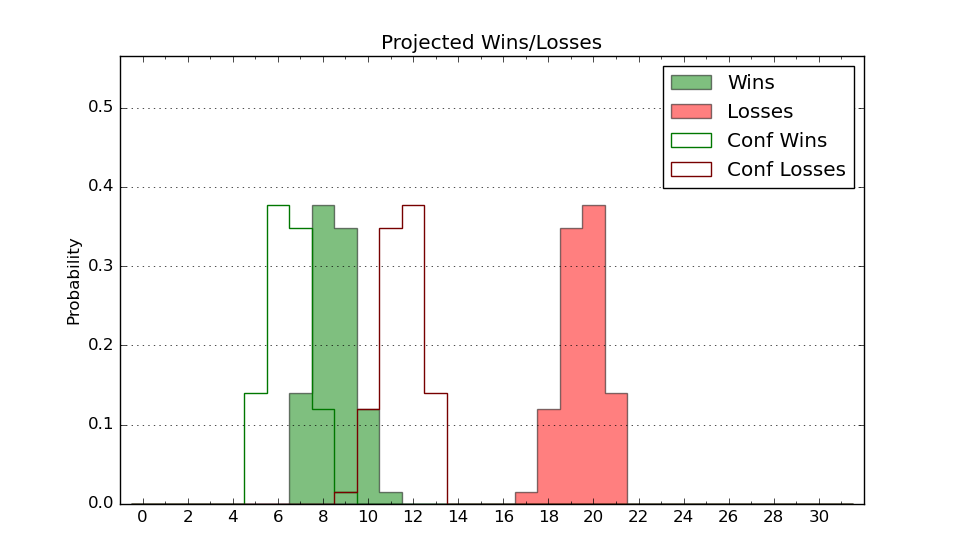 Projected Wins/Losses
Wins
Losses
Conf Wins
Conf Losses
Probability
0.5
0.4
0.3
0.2
0.1
0.0
0 2 4 6 8 10 12 14 16 18 20 22 24 26 28 30